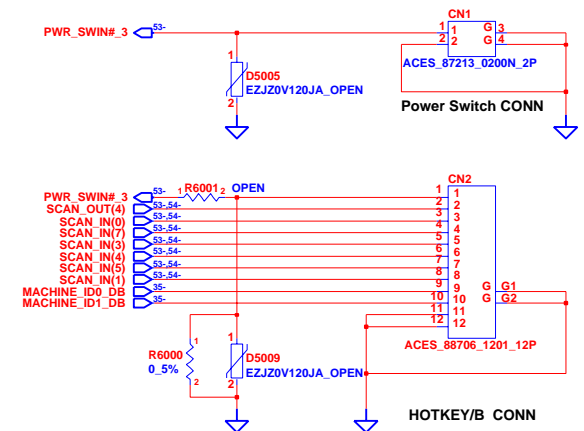 CN1
PWR_SWIN#_3 53- 1 1 G 3
2 2 G 4
1
D5005 ACES_87213_0200N_2P
EZJZ0V120JA_OPEN
2 Power Switch CONN
CN2
PWR_SWIN#_3 53- 1 R6001 2 OPEN 1 1
SCAN_OUT(4) 53-,54- 2 2
SCAN_IN(0) 53-,54- 3 3
SCAN_IN(7) 53-,54- 4 4
SCAN_IN(3) 53-,54- 5 5
SCAN_IN(4) 53-,54- 6 6
SCAN_IN(5) 53-,54- 7 7
SCAN_IN(1) 53-,54- 8 8
MACHINE_ID0_DB 35- 9 9 G G1
MACHINE_ID1_DB 35- 10 10 G G2
11 11
12 12
1 1 ACES_88706_1201_12P
R6000 D5009
0_5% EZJZ0V120JA_OPEN
2 2
HOTKEY/B CONN